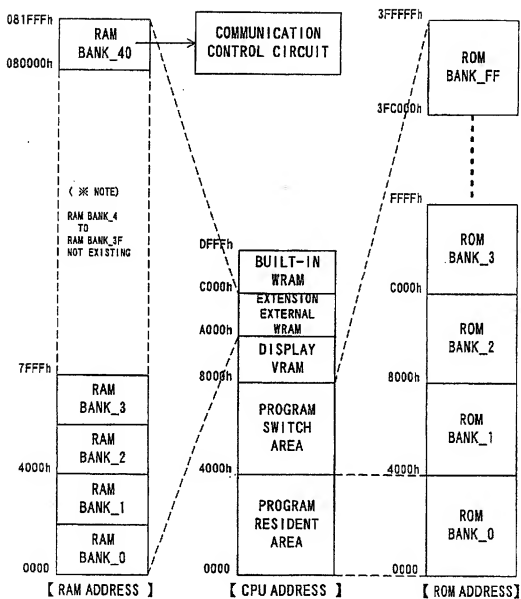 081FFFh
RAM
BANK_40
080000h
COMMUNICATION
CONTROL CIRCUIT
( ※ NOTE)
RAM BANK_4
TO
RAM BANK_3F
NOT EXISTING
7FFFh
RAM
BANK_3
RAM
BANK_2
4000h
RAM
BANK_1
RAM
BANK_0
0000
【 RAM ADDRESS 】
DFFFh
BUILT-IN
WRAM
C000h
EXTENSION
EXTERNAL
WRAM
A000h
DISPLAY
VRAM
8000h
PROGRAM
SWITCH
AREA
4000h
PROGRAM
RESIDENT
AREA
0000
【 CPU ADDRESS 】
3FFFFFh
ROM
BANK_FF
3FC000h
FFFFh
ROM
BANK_3
C000h
ROM
BANK_2
8000h
ROM
BANK_1
4000h
ROM
BANK_0
0000
【 ROM ADDRESS 】